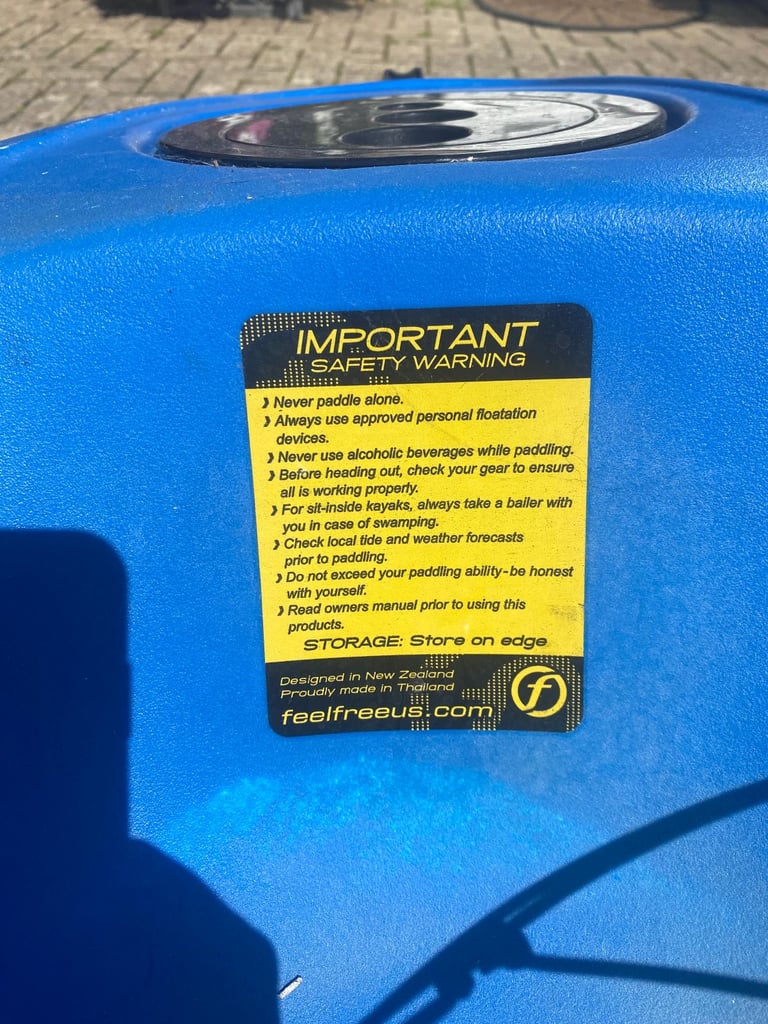 IMPORTANT
SAFETY WARNING
❩ Never paddle alone.
❩ Always use approved personal floatation
devices.
❩ Never use alcoholic beverages while paddling.
❩ Before heading out, check your gear to ensure
all is working properly.
❩ For sit-inside kayaks, always take a bailer with
you in case of swamping.
❩ Check local tide and weather forecasts
prior to paddling.
❩ Do not exceed your paddling ability-be honest
with yourself.
❩ Read owners manual prior to using this
products.
STORAGE: Store on edge
Designed in New Zealand
Proudly made in Thailand
feelfreeus.com
f